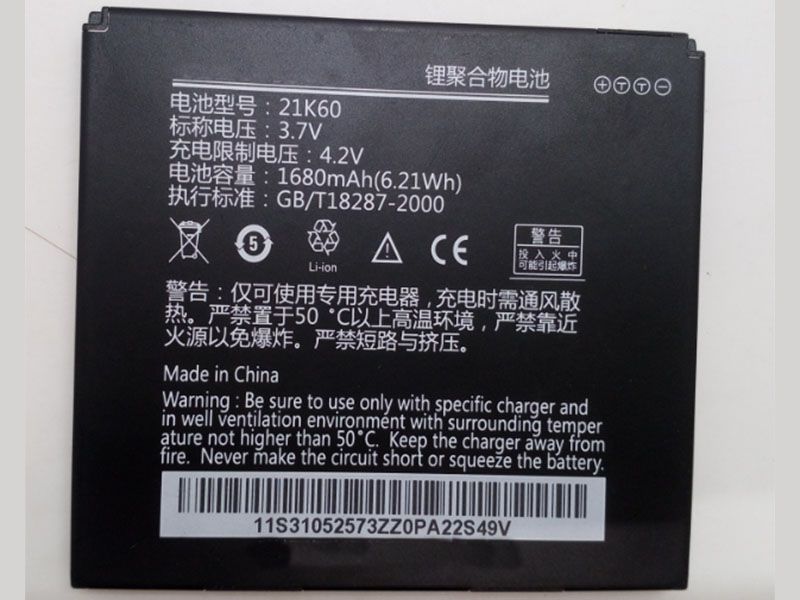 锂聚合物电池
+ T T -
电池型号：21K60
标称电压：3.7V
充电限制电压：4.2V
电池容量：1680mAh(6.21Wh)
执行标准：GB/T18287-2000
5
Li-ion
CE
警告
投入火中
可能引起爆炸
警告：仅可使用专用充电器，充电时需通风散
热。严禁置于50 °C以上高温环境，严禁靠近
火源以免爆炸。严禁短路与挤压。
Made in China
Warning : Be sure to use only with specific charger and
in well ventilation environment with surrounding temper
ature not higher than 50°C. Keep the charger away from
fire. Never make the circuit short or squeeze the battery.
11S31052573ZZ0PA22S49V